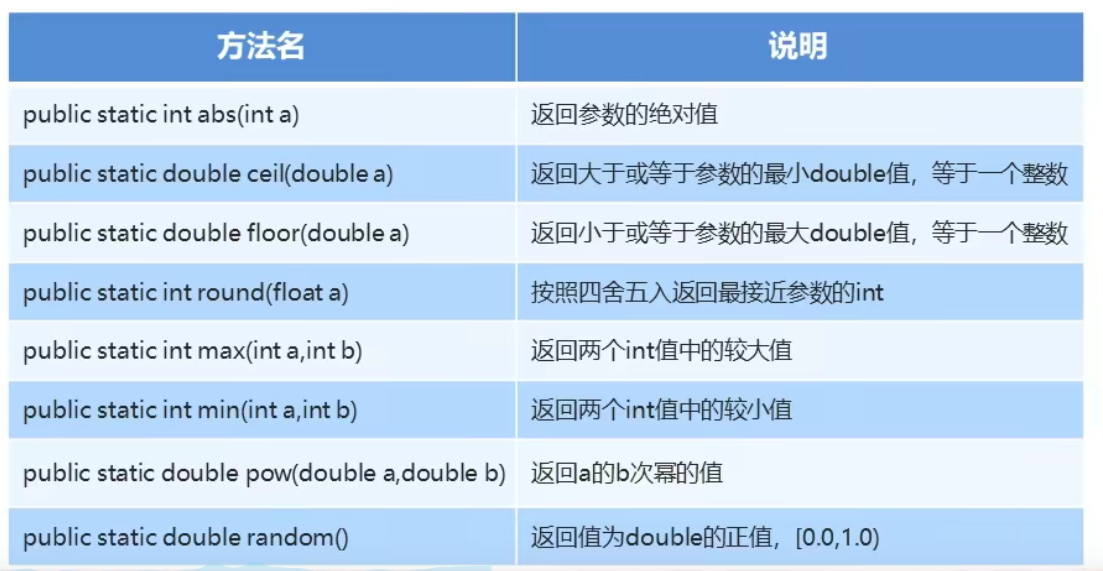 方法名 说明
public static int abs(int a) 返回参数的绝对值
public static double ceil(double a) 返回大于或等于参数的最小double值，等于一个整数
public static double floor(double a) 返回小于或等于参数的最大double值，等于一个整数
public static int round(float a) 按照四舍五入返回最接近参数的int
public static int max(int a,int b) 返回两个int值中的较大值
public static int min(int a,int b) 返回两个int值中的较小值
public static double pow(double a,double b) 返回a的b次幂的值
public static double random() 返回值为double的正值，[0.0,1.0)